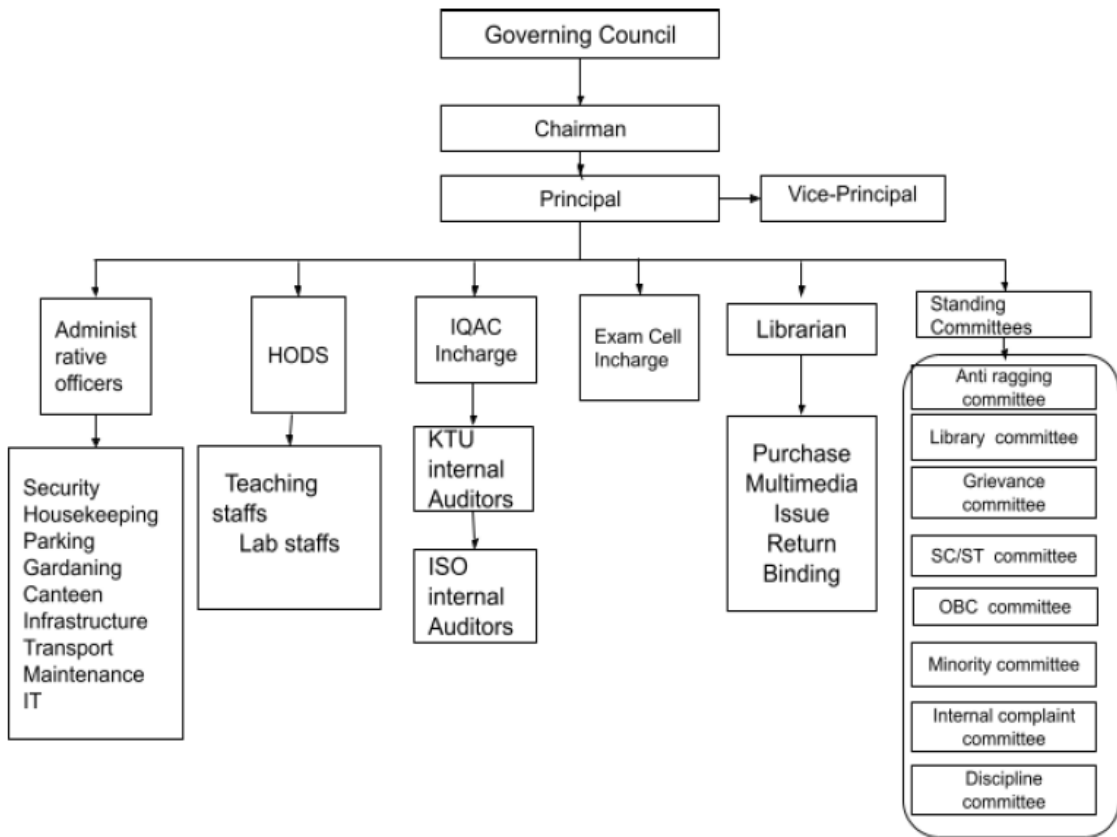 Governing Council
Chairman
Principal
Vice-Principal
Administ
rative
officers
HODS
IQAC
Incharge
Exam Cell
Incharge
Librarian
Standing
Committees
Security
Housekeeping
Parking
Gardaning
Canteen
Infrastructure
Transport
Maintenance
IT
Teaching
staffs
Lab staffs
KTU
internal
Auditors
ISO
internal
Auditors
Purchase
Multimedia
Issue
Return
Binding
Anti ragging
committee
Library committee
Grievance
committee
SC/ST committee
OBC committee
Minority committee
Internal complaint
committee
Discipline
committee